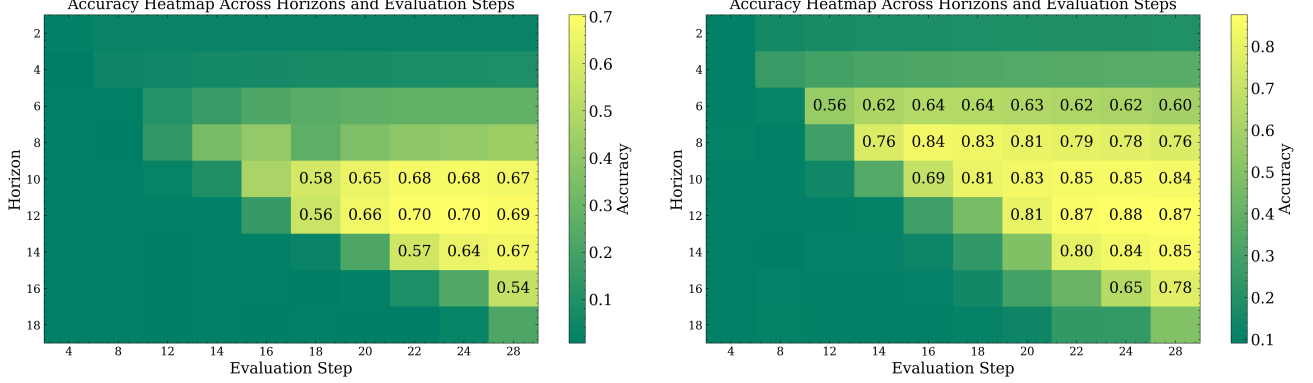 Accuracy Heatmap Across Horizons and Evaluation Steps
2
4
6
8
10
12
14
16
18
Horizon
0.58 0.65 0.68 0.68 0.67
0.56 0.66 0.70 0.70 0.69
0.57 0.64 0.67
0.54
4 8 12 14 16 18 20 22 24 28
Evaluation Step
0.7
0.6
0.5
0.4
0.3
0.2
0.1
Accuracy
Accuracy Heatmap Across Horizons and Evaluation Steps
2
4
6
8
10
12
14
16
18
Horizon
0.56 0.62 0.64 0.64 0.63 0.62 0.62 0.60
0.76 0.84 0.83 0.81 0.79 0.78 0.76
0.69 0.81 0.83 0.85 0.85 0.84
0.81 0.87 0.88 0.87
0.80 0.84 0.85
0.65 0.78
4 8 12 14 16 18 20 22 24 28
Evaluation Step
0.8
0.7
0.6
0.5
0.4
0.3
0.2
0.1
Accuracy